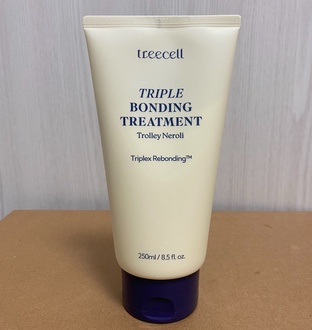 treecell
TRIPLE
BONDING
TREATMENT
Trolley Neroli
Triplex Rebonding™
250ml / 8.5 fl. oz.